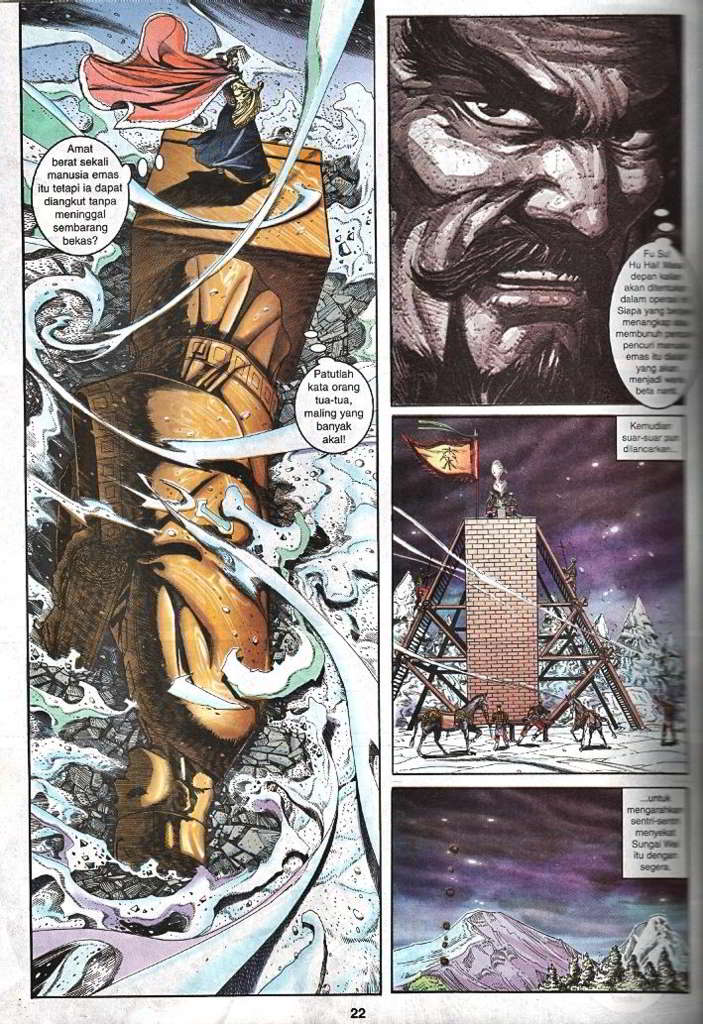 Amat
berat sekali
manusia emas
itu tetapi ia dapat
diangkut tanpa
meninggal
sembarang
bekas?
Patutlah
kata orang
tua-tua,
maling yang
banyak
akal!
Fu Su!
Hu Hai! Masa
depan kalian
akan ditentukan
dalam operasi
Siapa yang
menangkap
membunuh
pencuri
emas itu
yang akan
menjadi
beta nanti.
Kemudian
suar-suar pun
dilancarkan...
...untuk
mengarahkan
sentri-sentri
menyekat
Sungai Wei
itu dengan
segera.
22